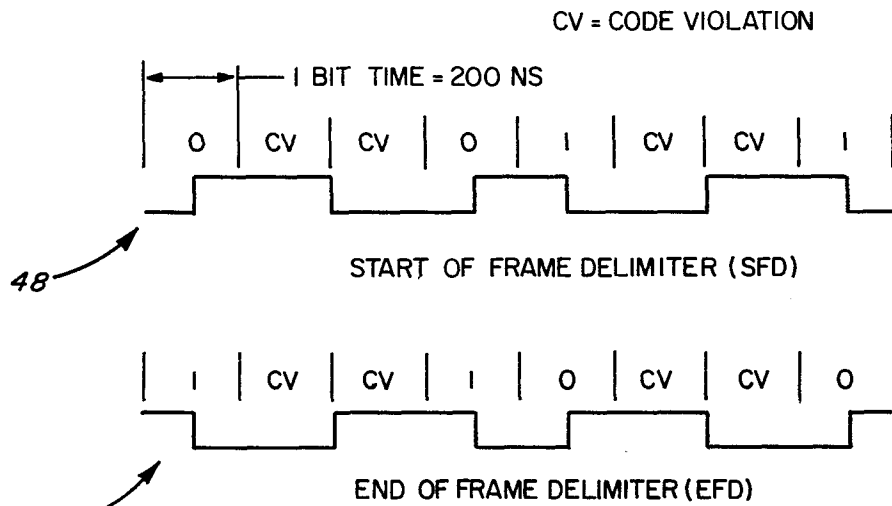 CV = CODE VIOLATION
1 BIT TIME = 200 NS
0 CV CV 0 1 CV CV 1
48
START OF FRAME DELIMITER (SFD)
1 CV CV 1 0 CV CV 0
END OF FRAME DELIMITER (EFD)